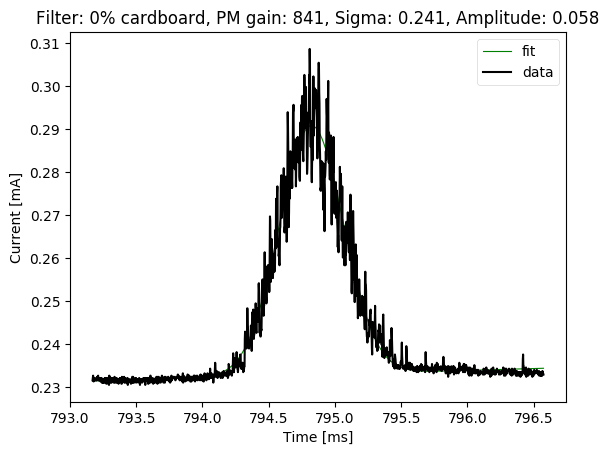 Filter: 0% cardboard, PM gain: 841, Sigma: 0.241, Amplitude: 0.058
0.31
0.30
0.29
0.28
0.27
0.26
0.25
0.24
0.23
Current [mA]
fit
data
793.0 793.5 794.0 794.5 795.0 795.5 796.0 796.5
Time [ms]